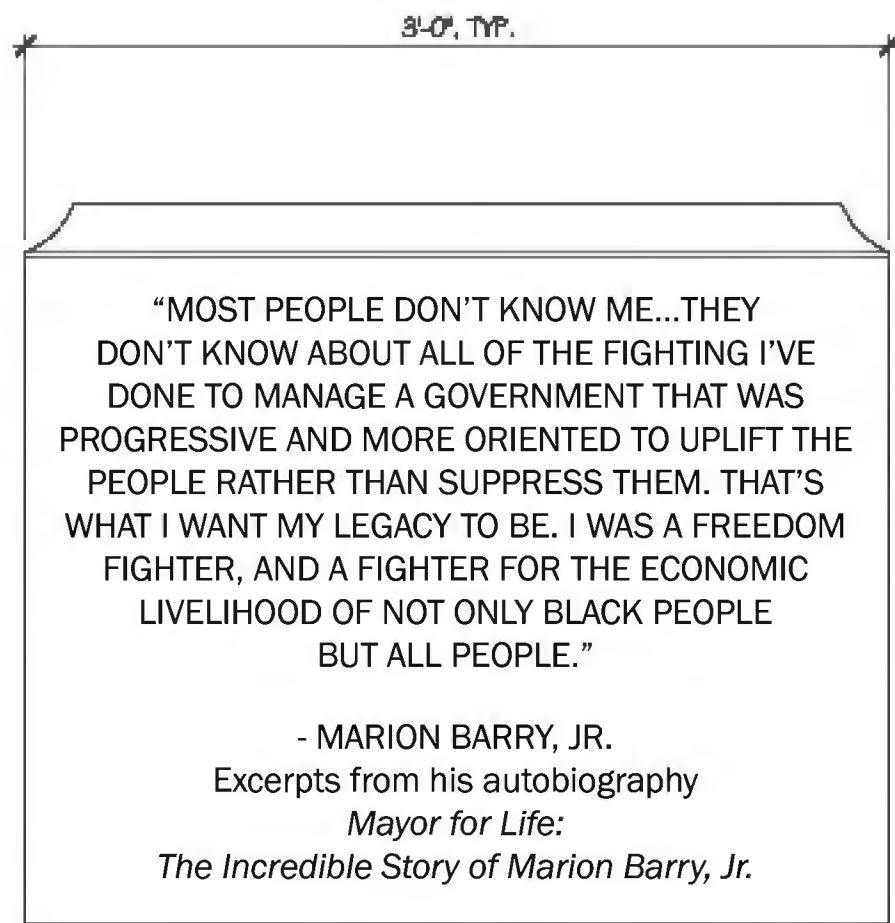 3'-0", TYP.
“MOST PEOPLE DON’T KNOW ME...THEY
DON’T KNOW ABOUT ALL OF THE FIGHTING I’VE
DONE TO MANAGE A GOVERNMENT THAT WAS
PROGRESSIVE AND MORE ORIENTED TO UPLIFT THE
PEOPLE RATHER THAN SUPPRESS THEM. THAT’S
WHAT I WANT MY LEGACY TO BE. I WAS A FREEDOM
FIGHTER, AND A FIGHTER FOR THE ECONOMIC
LIVELIHOOD OF NOT ONLY BLACK PEOPLE
BUT ALL PEOPLE.”
- MARION BARRY, JR.
Excerpts from his autobiography
Mayor for Life:
The Incredible Story of Marion Barry, Jr.